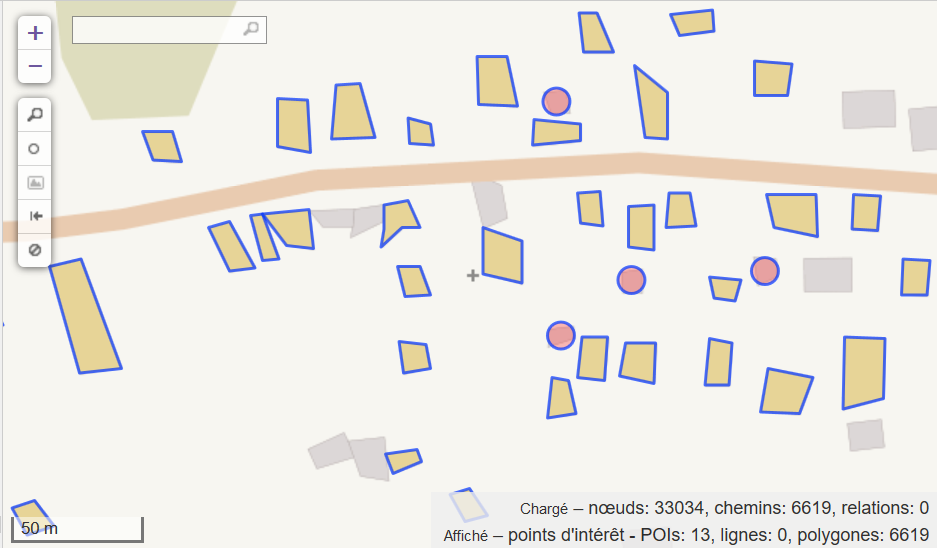 50 m
Chargé – nœuds: 33034, chemins: 6619, relations: 0
Affiché – points d'intérêt - POIs: 13, lignes: 0, polygones: 6619